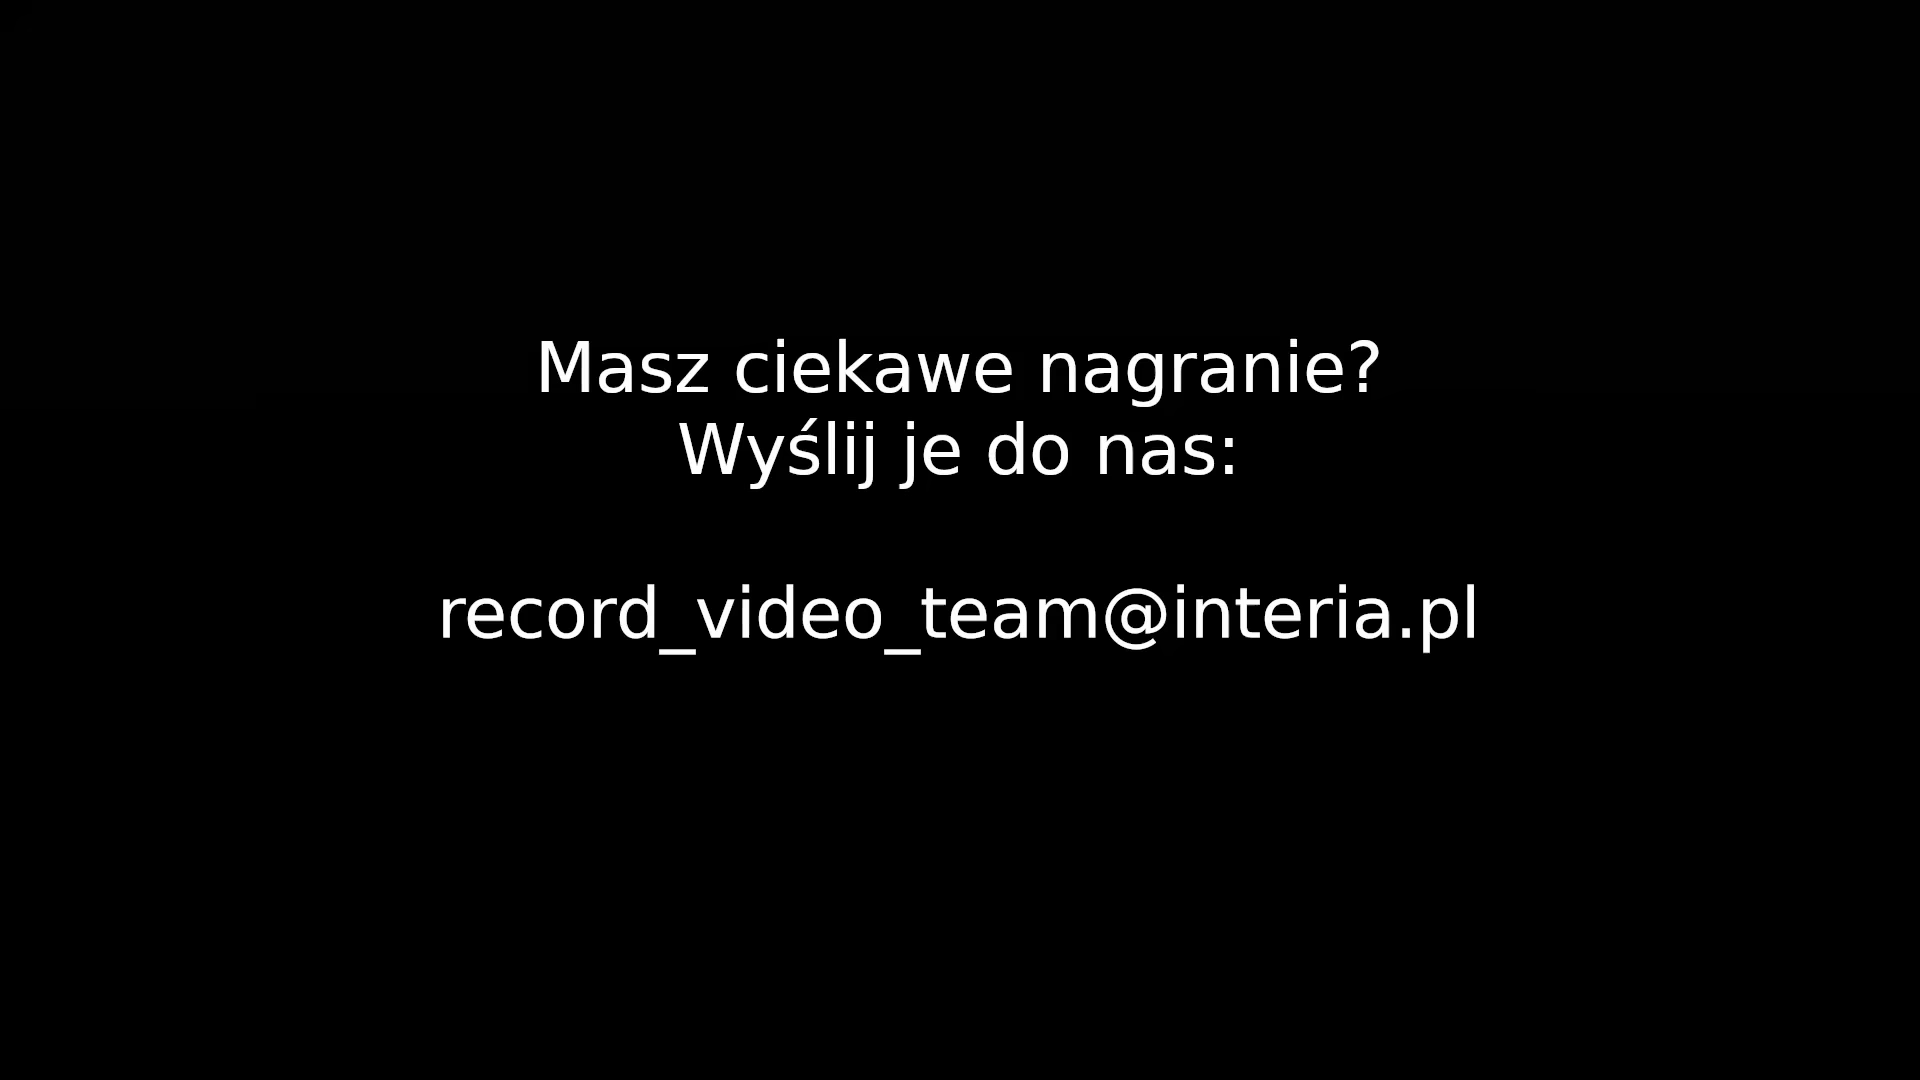 Masz ciekawe nagranie?
Wyślij je do nas:
record_video_team@interia.pl